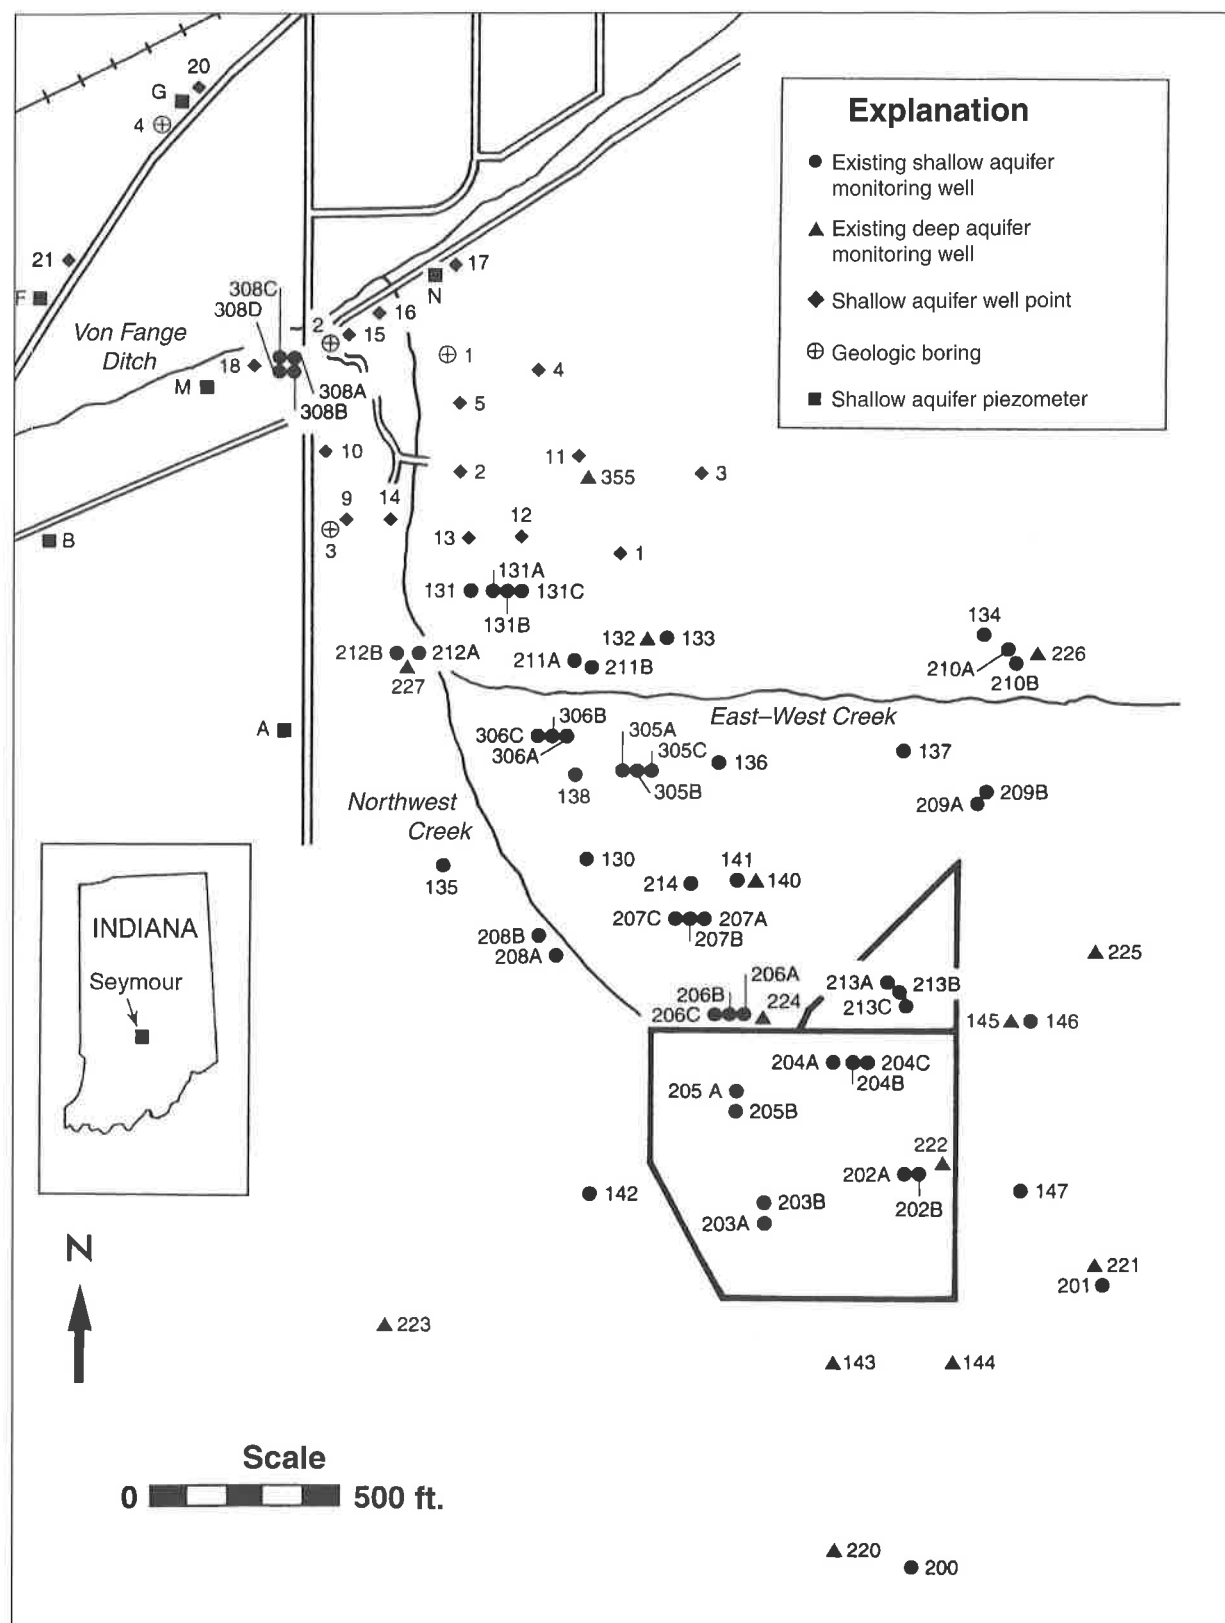 20
G
4
21
F
Von Fange
Ditch
308C
308D
2
15
16
17
N
18
M
308A
308B
1
4
5
10
2
11
355
3
9
14
3
13
12
1
B
131
131A
131C
131B
132
133
134
210A
226
210B
212B
212A
227
211A
211B
A
East–West Creek
306B
306C
306A
305A
305C
305B
138
136
137
209B
209A
Northwest
Creek
135
130
141
214
140
207C
207A
207B
208B
208A
225
206A
206B
224
206C
213A
213B
213C
145
146
204A
204C
204B
205 A
205B
222
202A
202B
147
142
203B
203A
221
201
223
143
144
220
200
Explanation
Existing shallow aquifer
monitoring well
Existing deep aquifer
monitoring well
Shallow aquifer well point
Geologic boring
Shallow aquifer piezometer
INDIANA
Seymour
N
Scale
0
500 ft.